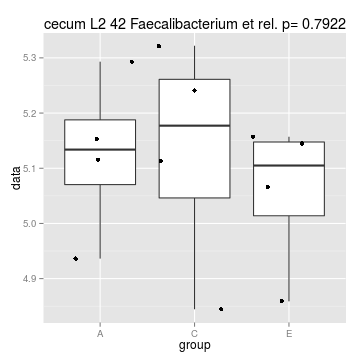 cecum L2 42 Faecalibacterium et rel. p= 0.7922
5.3
5.2
5.1
5.0
4.9
data
A C E
group